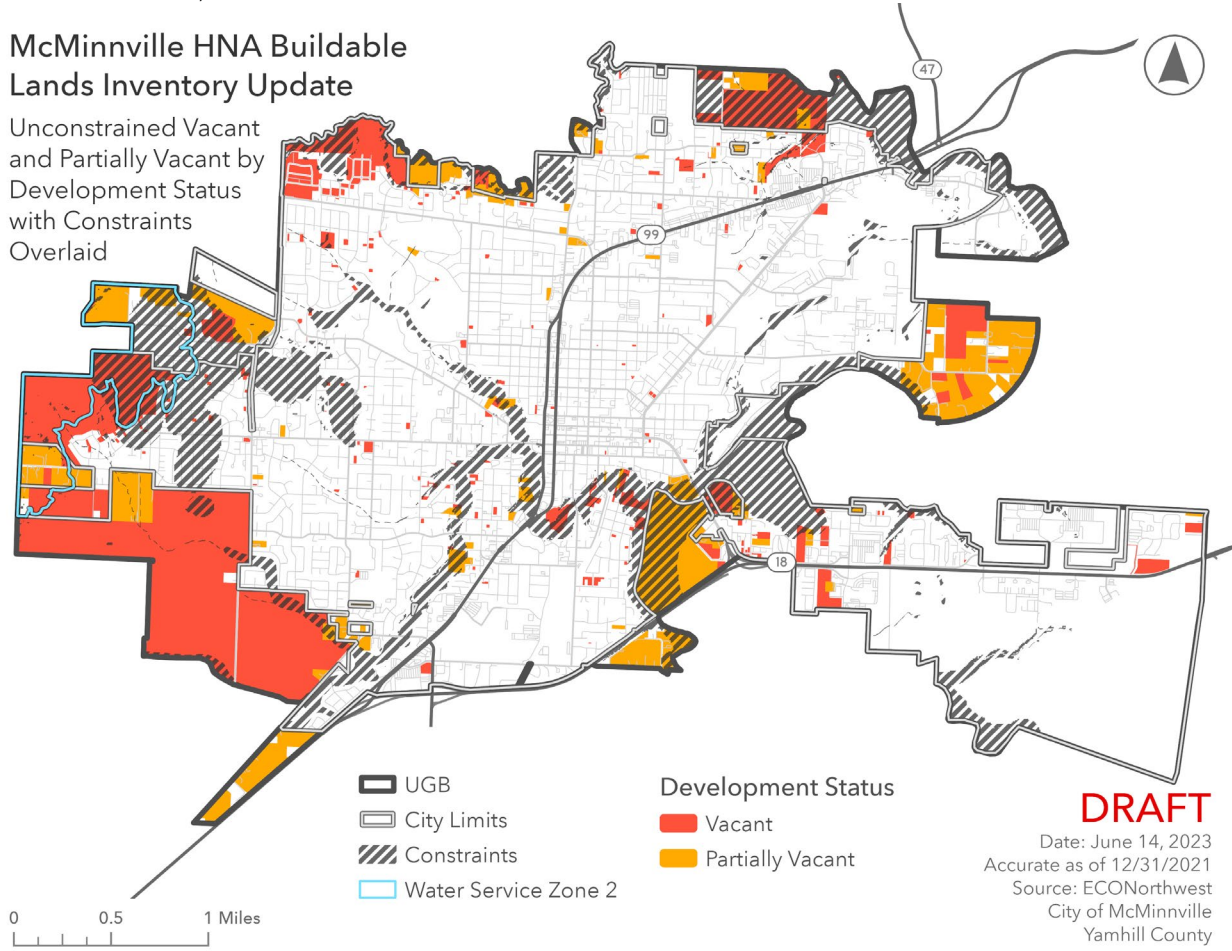 McMinnville HNA Buildable
Lands Inventory Update
Unconstrained Vacant
and Partially Vacant by
Development Status
with Constraints
Overlaid
47
99
18
UGB
City Limits
Constraints
Water Service Zone 2
Development Status
Vacant
Partially Vacant
DRAFT
Date: June 14, 2023
Accurate as of 12/31/2021
Source: ECONorthwest
City of McMinnville
Yamhill County
0 0.5 1 Miles